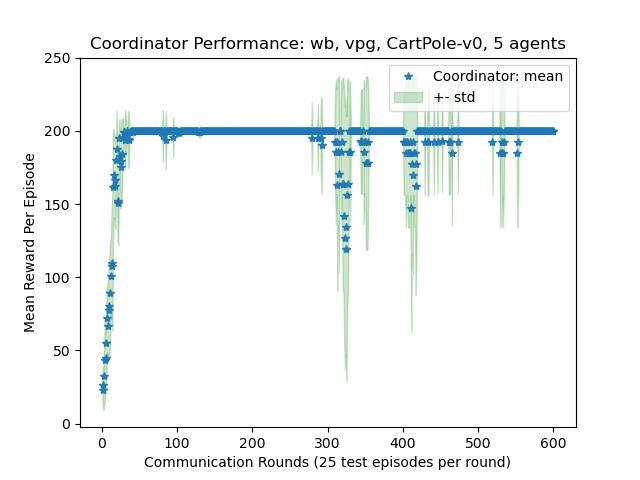 Coordinator Performance: wb, vpg, CartPole-v0, 5 agents
Coordinator: mean
+- std
Mean Reward Per Episode
250
200
150
100
50
0
0 100 200 300 400 500 600
Communication Rounds (25 test episodes per round)